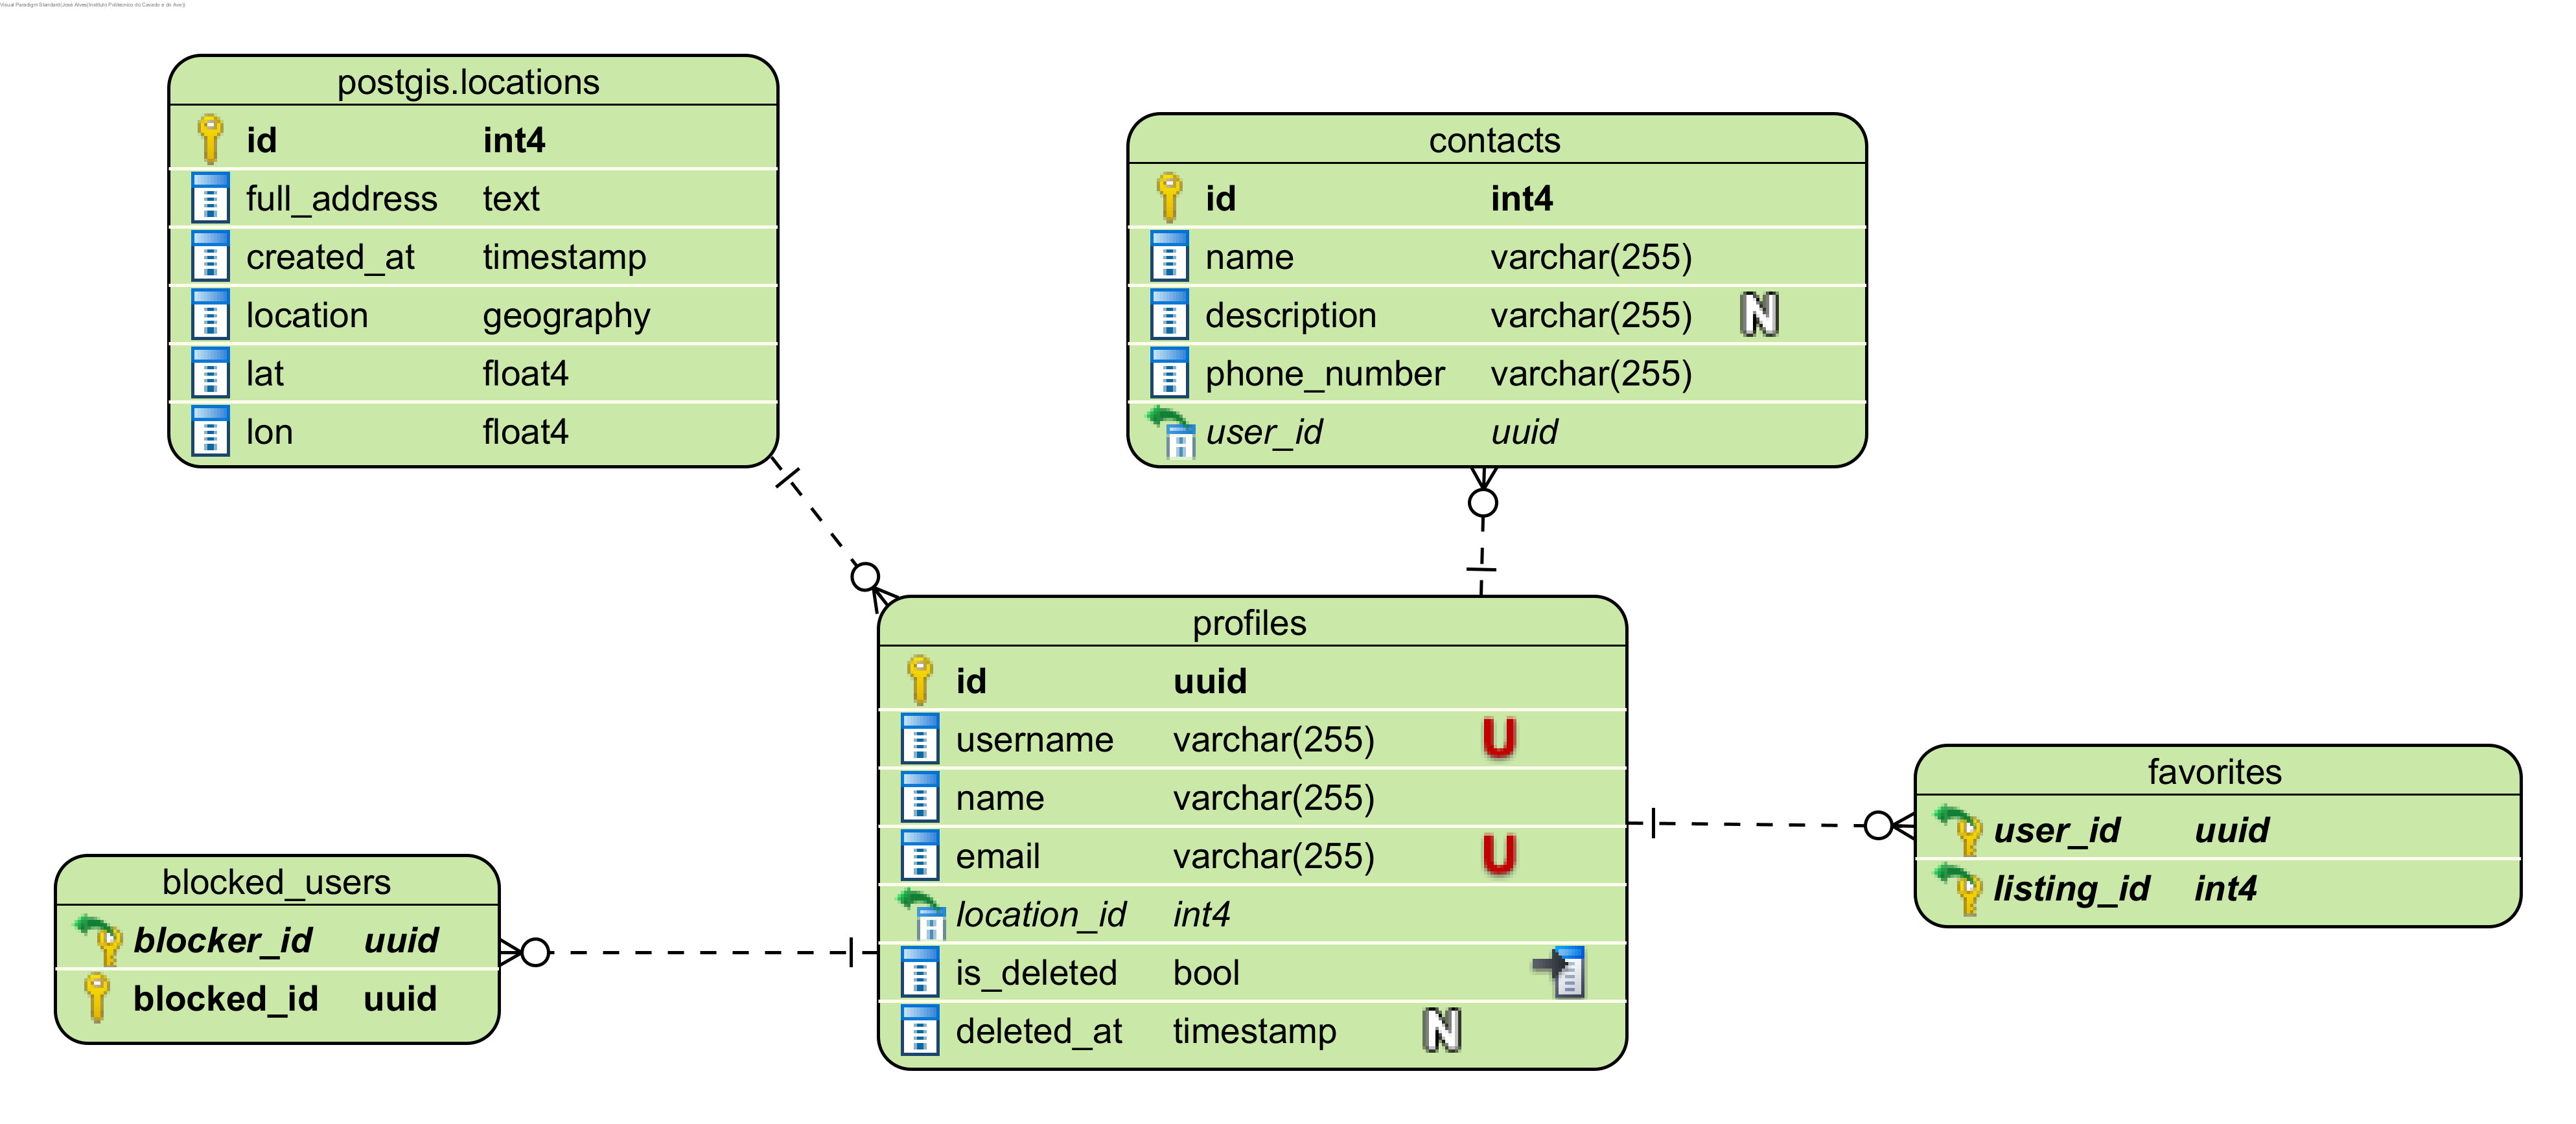 Visual Paradigm Standard(José Alves(Instituto Politecnico do Cavado e do Ave))
postgis.locations
id int4
full_address text
created_at timestamp
location geography
lat float4
lon float4
contacts
id int4
name varchar(255)
description varchar(255) N
phone_number varchar(255)
user_id uuid
profiles
id uuid
username varchar(255) U
name varchar(255)
email varchar(255) U
location_id int4
is_deleted bool
deleted_at timestamp N
favorites
user_id uuid
listing_id int4
blocked_users
blocker_id uuid
blocked_id uuid